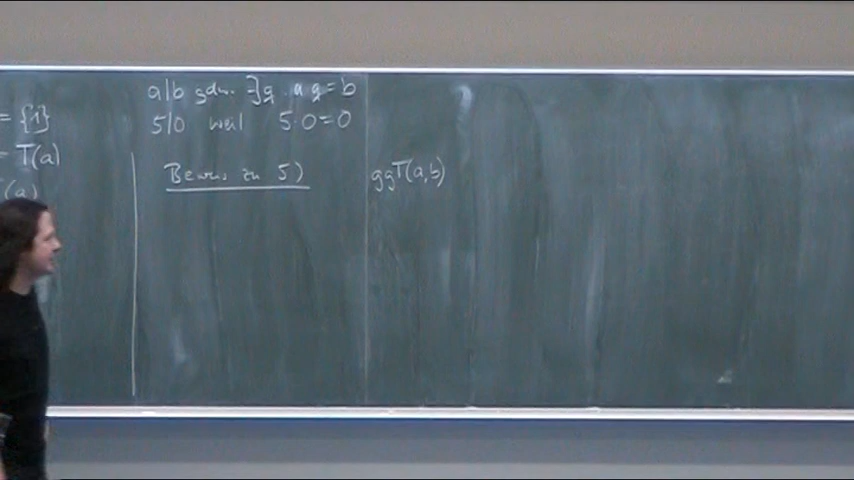 = {1}
= T(a)
(a)
a|b gdw. ∃q. a q = b
5|0 weil 5·0=0
Beweis zu 5) ggT(a,b)